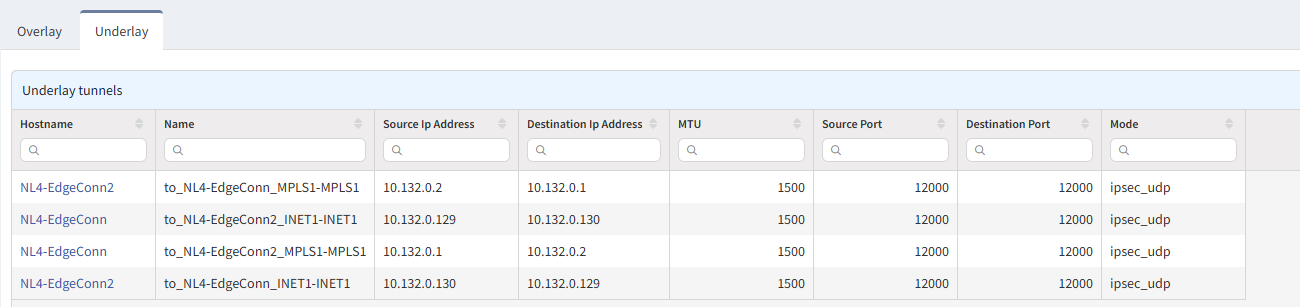 Overlay Underlay
Underlay tunnels
Hostname Name Source Ip Address Destination Ip Address MTU Source Port Destination Port Mode
NL4-EdgeConn2 to_NL4-EdgeConn_MPLS1-MPLS1 10.132.0.2 10.132.0.1 1500 12000 12000 ipsec_udp
NL4-EdgeConn to_NL4-EdgeConn2_INET1-INET1 10.132.0.129 10.132.0.130 1500 12000 12000 ipsec_udp
NL4-EdgeConn to_NL4-EdgeConn2_MPLS1-MPLS1 10.132.0.1 10.132.0.2 1500 12000 12000 ipsec_udp
NL4-EdgeConn2 to_NL4-EdgeConn_INET1-INET1 10.132.0.130 10.132.0.129 1500 12000 12000 ipsec_udp